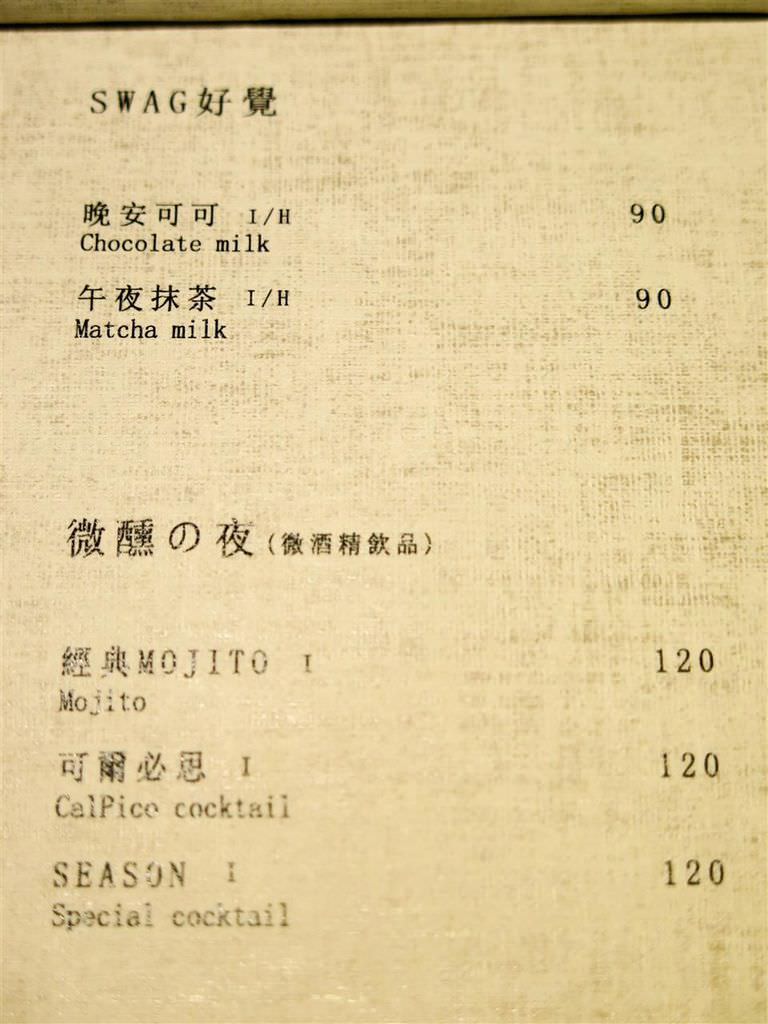 SWAG好覺
晚安可可 I/H 90
Chocolate milk
午夜抹茶 I/H 90
Matcha milk
微醺の夜(微酒精飲品)
經典MOJITO I 120
Mojito
可爾必思 I 120
CalPico cocktail
SEASON I 120
Special cocktail